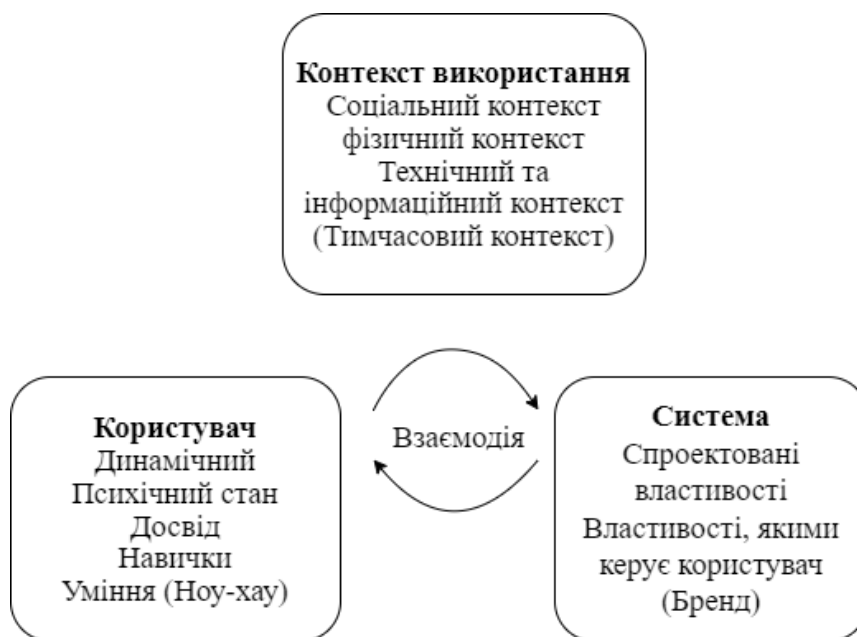 Контекст використання
Соціальний контекст
фізичний контекст
Технічний та
інформаційний контекст
(Тимчасовий контекст)
Користувач
Динамічний
Психічний стан
Досвід
Навички
Уміння (Ноу-хау)
Взаємодія
Система
Спроектовані
властивості
Властивості, якими
керує користувач
(Бренд)